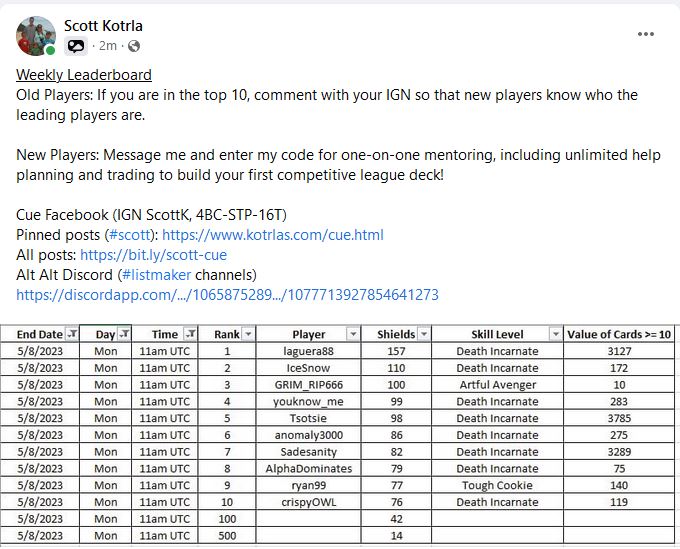 Scott Kotrla
· 2m ·
Weekly Leaderboard
Old Players: If you are in the top 10, comment with your IGN so that new players know who the
leading players are.
New Players: Message me and enter my code for one-on-one mentoring, including unlimited help
planning and trading to build your first competitive league deck!
Cue Facebook (IGN ScottK, 4BC-STP-16T)
Pinned posts (#scott): https://www.kotrlas.com/cue.html
All posts: https://bit.ly/scott-cue
Alt Alt Discord (#listmaker channels)
https://discordapp.com/.../1065875289.../1077713927854641273
End Date Day Time Rank Player Shields Skill Level Value of Cards >= 10
5/8/2023 Mon 11am UTC 1 laguera88 157 Death Incarnate 3127
5/8/2023 Mon 11am UTC 2 IceSnow 110 Death Incarnate 172
5/8/2023 Mon 11am UTC 3 GRIM_RIP666 100 Artful Avenger 10
5/8/2023 Mon 11am UTC 4 youknow_me 99 Death Incarnate 283
5/8/2023 Mon 11am UTC 5 Tsotsie 98 Death Incarnate 3785
5/8/2023 Mon 11am UTC 6 anomaly3000 86 Death Incarnate 275
5/8/2023 Mon 11am UTC 7 Sadesanity 82 Death Incarnate 3289
5/8/2023 Mon 11am UTC 8 AlphaDominates 79 Death Incarnate 75
5/8/2023 Mon 11am UTC 9 ryan99 77 Tough Cookie 140
5/8/2023 Mon 11am UTC 10 crispyOWL 76 Death Incarnate 119
5/8/2023 Mon 11am UTC 100 42
5/8/2023 Mon 11am UTC 500 14